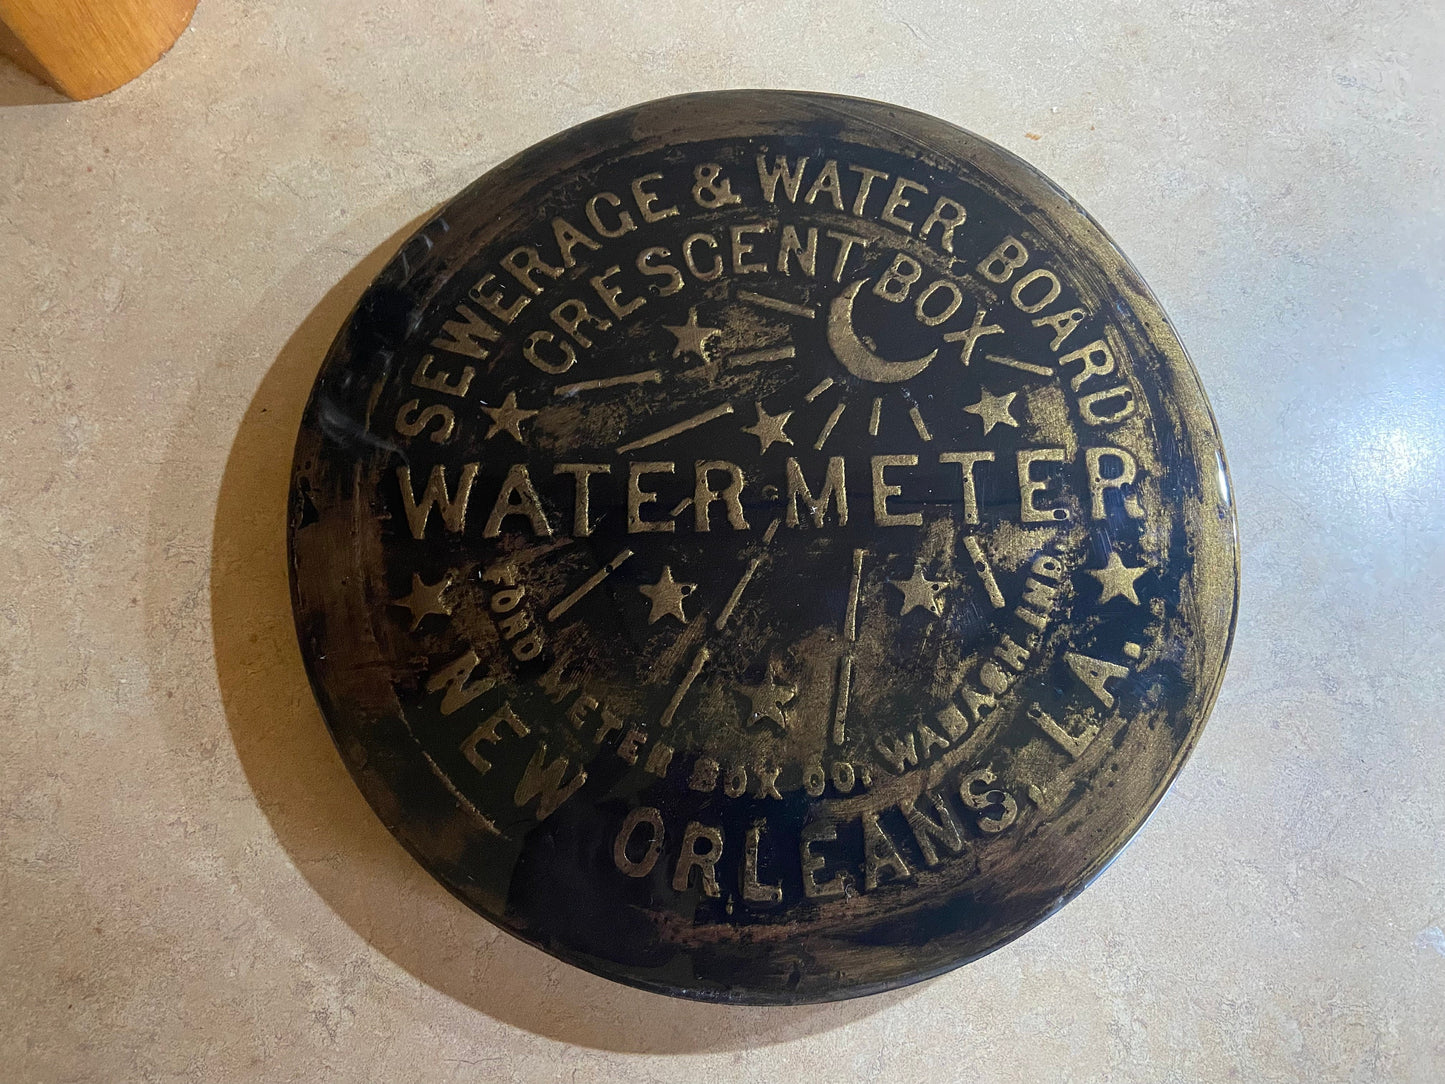 SEWERAGE & WATER BOARD
CRESCENT BOX
WATER METER
FORD METER BOX CO. WABASH. IND.
NEW ORLEANS. LA.